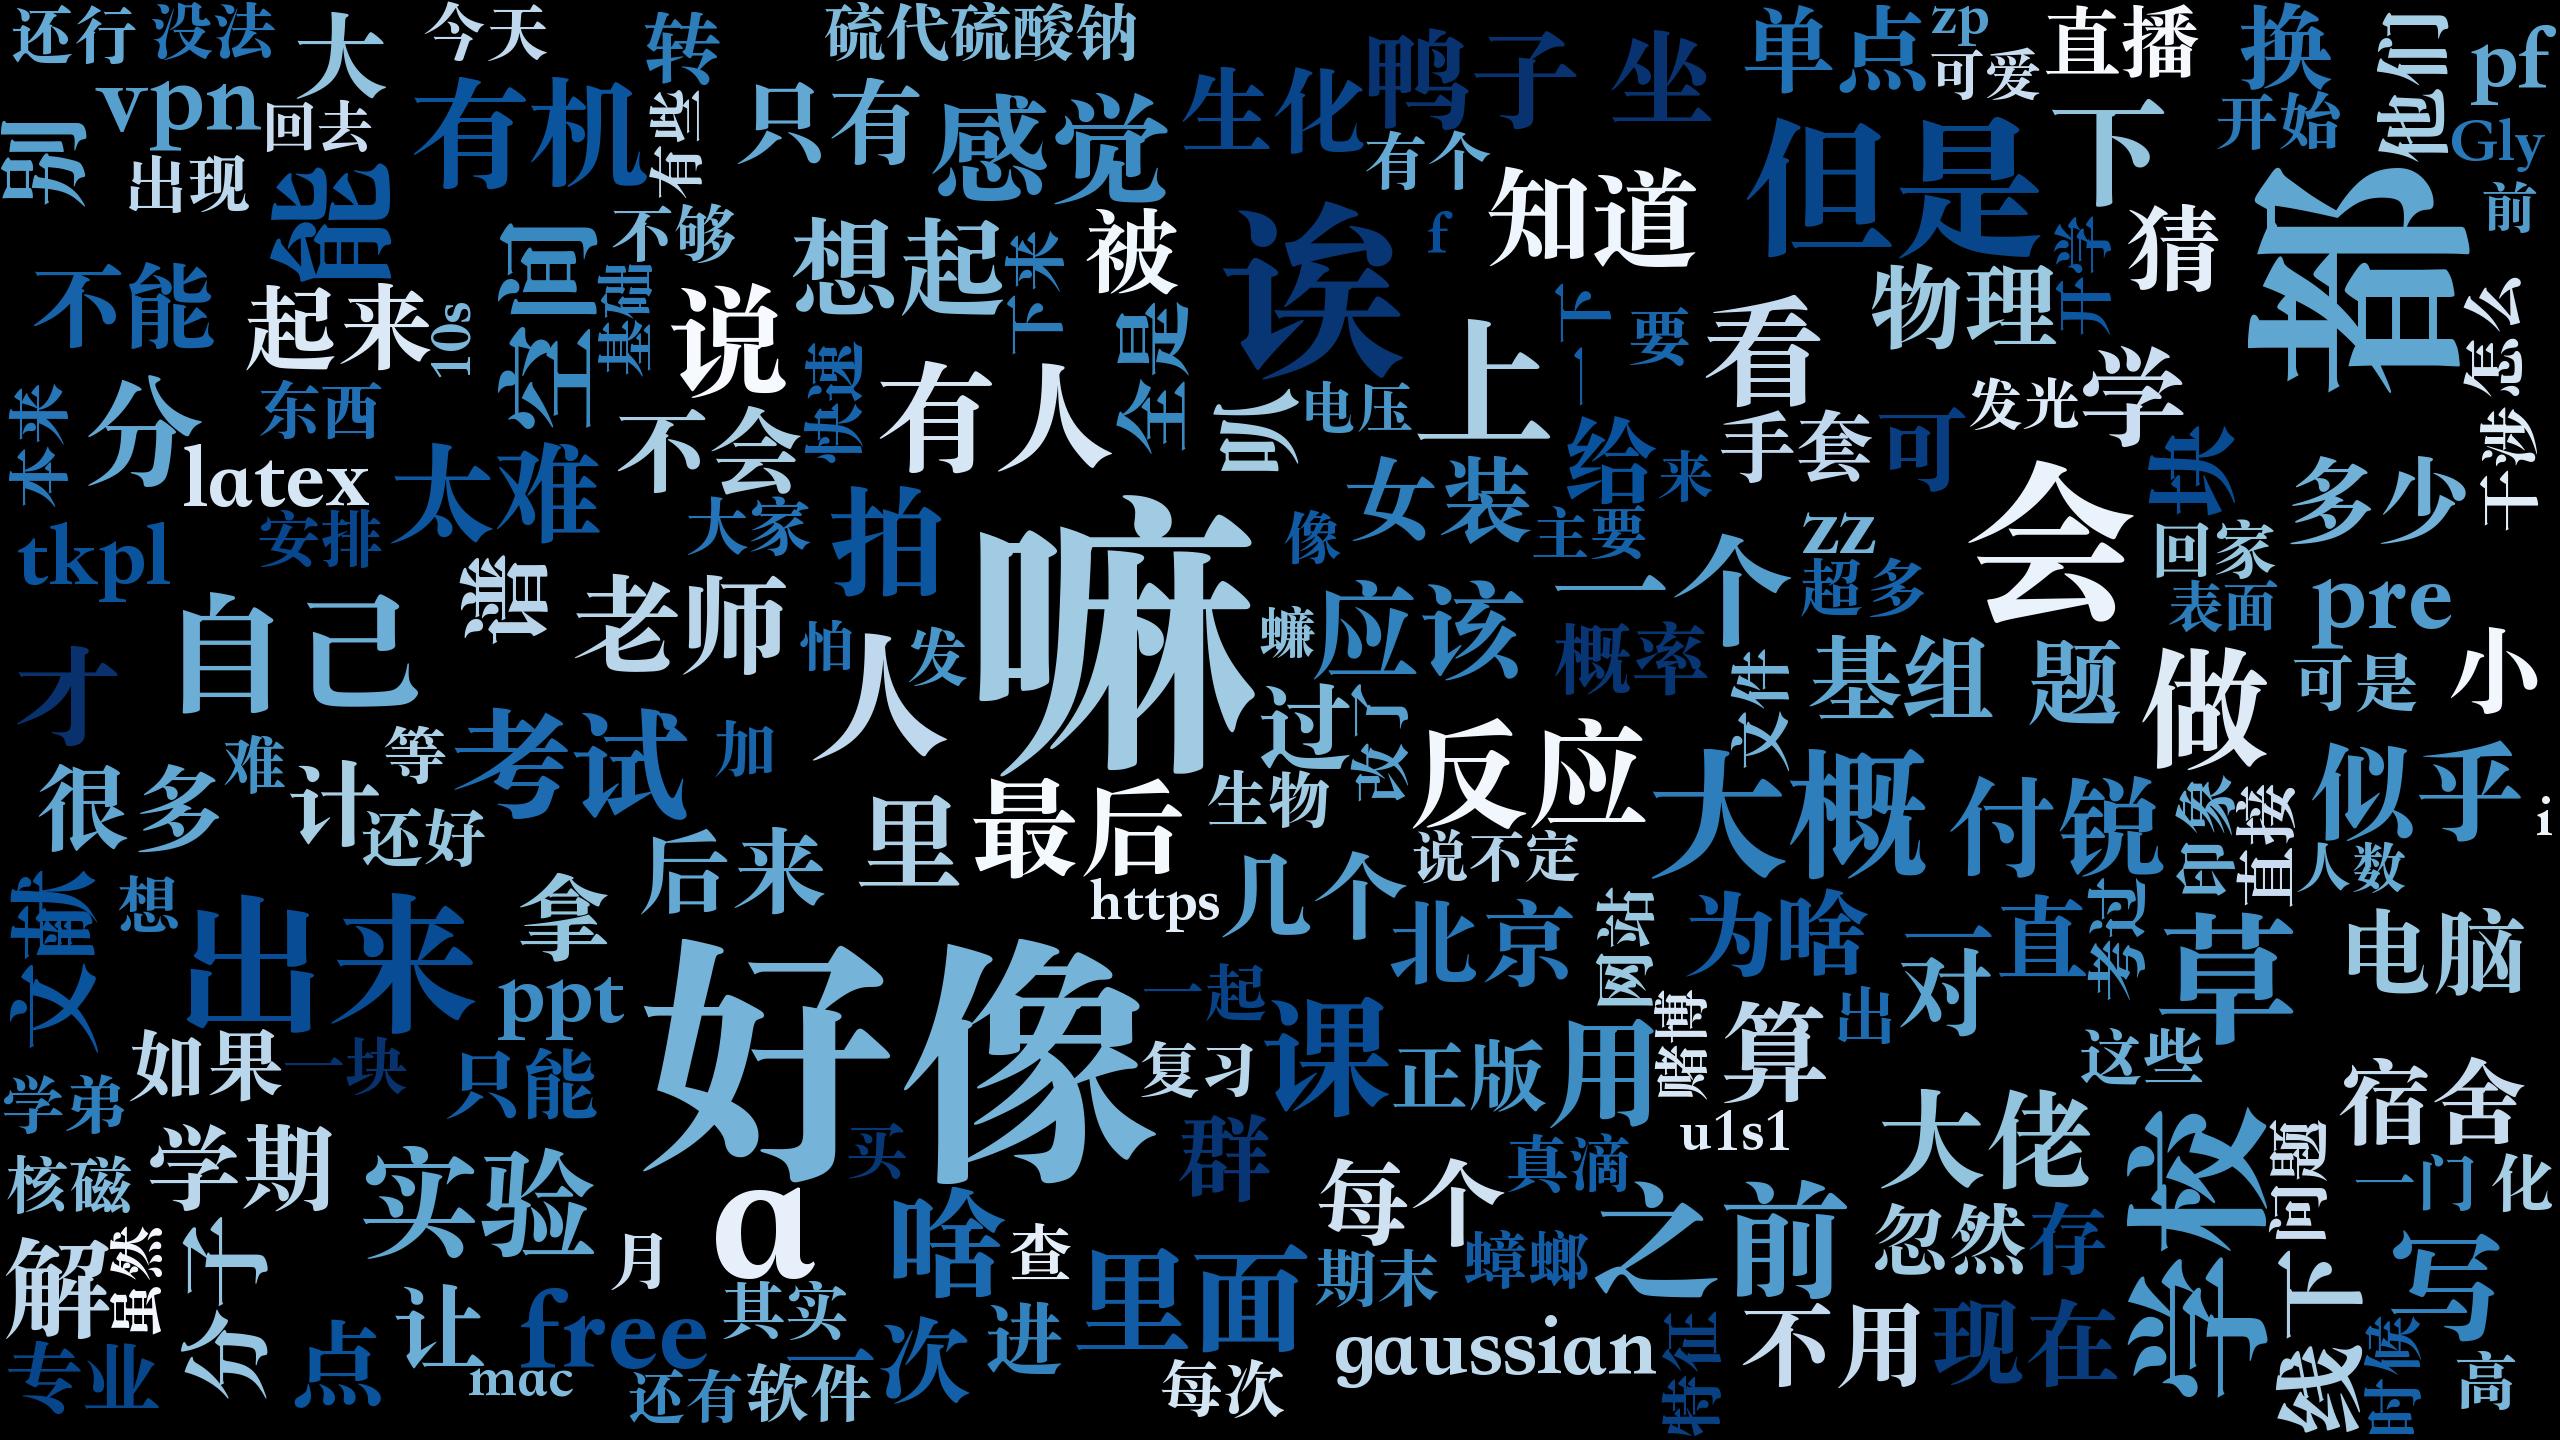 还行 没法 大 今天 转 硫代硫酸钠 鸭子 坐 单点 zp 可爱 直播 换 他们 pf
别 vpn 回去 有机 有些 只有 感觉 生化 有个 但是 下 开始 Gly
出现 能 空间 不够 想起 下来 被 诶 f 知道 开学 猜 都 前
不能 起来 10s 基础 说 快速 有人 全是 叭 上 一下 要 看 物理 怎么
本来 分 东西 latex 太难 不会 电压 给 来 手套 可 发光 学 块 多少 干涉
tkpl 安排 谱 大家 拍 嘛 像 女装 主要 一个 zz 超多 会 回家 表面 pre
才 自己 老师 怕 发 人 蠊 应该 概率 文件 基组 题 做 可是 小
很多 难 计 等 还好 考试 加 后来 里 最后 生物 过 改了 反应 说不定 大概 付锐 印象 直接 似乎 i 人数
文献 想 出来 拿 ppt https 几个 北京 网站 为啥 一直 对 考过 草 电脑
学弟 如果 一块 只能 好像 一起 复习 课 正版 用 赌博 算 出 这些 宿舍
核磁 学期 实验 买 α 群 每个 真滴 u1s1 大佬 学校 问题 一门 化
解 虽然 分子 月 啥 查 里面 期末 蟑螂 之前 忽然 存 写
专业 点 让 mac free 其实 还有 软件 一次 进 每次 gaussian 特征 不用 现在 线下 时候 高